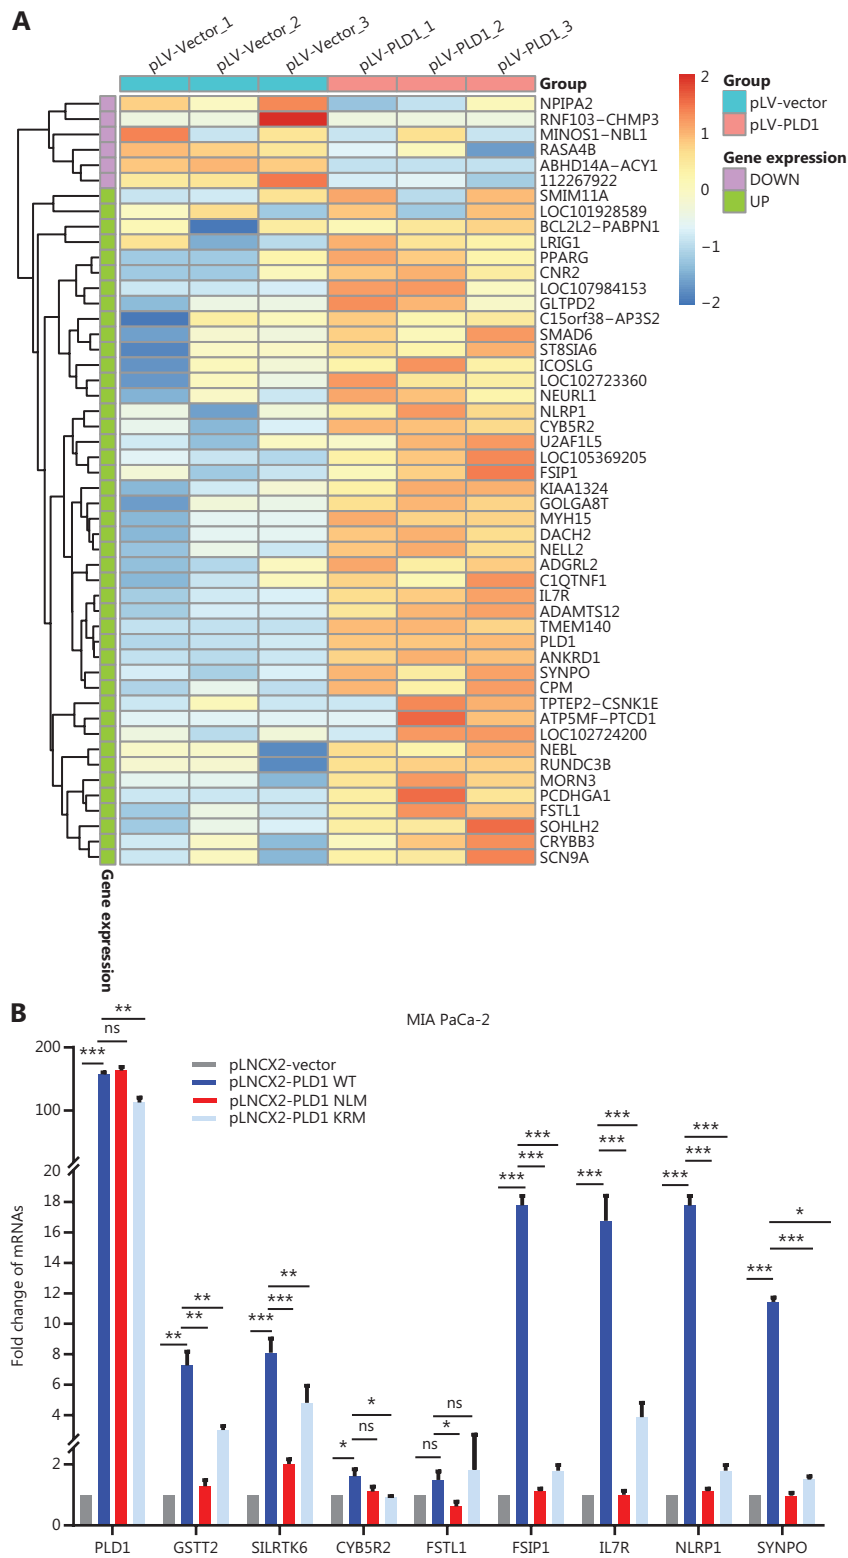 A
pLV-Vector_1 pLV-Vector_2 pLV-Vector_3 pLV-PLD1_1 pLV-PLD1_2 pLV-PLD1_3
Group
NPIPA2
RNF103−CHMP3
MINOS1−NBL1
RASA4B
ABHD14A−ACY1
112267922
SMIM11A
LOC101928589
BCL2L2−PABPN1
LRIG1
PPARG
CNR2
LOC107984153
GLTPD2
C15orf38−AP3S2
SMAD6
ST8SIA6
ICOSLG
LOC102723360
NEURL1
NLRP1
CYB5R2
U2AF1L5
LOC105369205
FSIP1
KIAA1324
GOLGA8T
MYH15
DACH2
NELL2
ADGRL2
C1QTNF1
IL7R
ADAMTS12
TMEM140
PLD1
ANKRD1
SYNPO
CPM
TPTEP2−CSNK1E
ATP5MF−PTCD1
LOC102724200
NEBL
RUNDC3B
MORN3
PCDHGA1
FSTL1
SOHLH2
CRYBB3
SCN9A
Gene expression
2
1
0
−1
−2
Group
pLV-vector
pLV-PLD1
Gene expression
DOWN
UP
B
MIA PaCa-2
pLNCX2-vector
pLNCX2-PLD1 WT
pLNCX2-PLD1 NLM
pLNCX2-PLD1 KRM
Fold change of mRNAs
200
100
20
18
16
14
12
10
8
6
4
2
0
**
ns
***
**
**
**
**
***
***
*
ns
*
ns
*
ns
***
***
***
***
***
***
***
***
***
*
***
***
PLD1 GSTT2 SILRTK6 CYB5R2 FSTL1 FSIP1 IL7R NLRP1 SYNPO